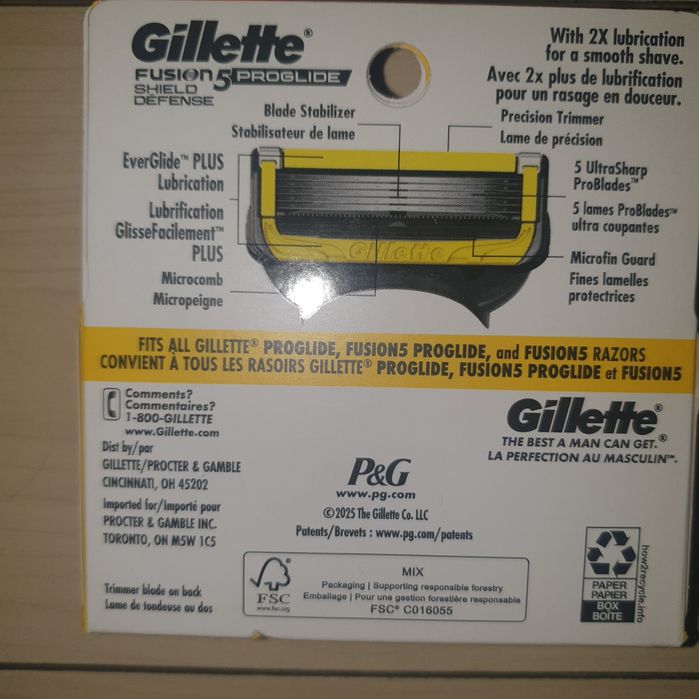 Gillette®
FUSION5 PROGLIDE
SHIELD
DÉFENSE
With 2X lubrication
for a smooth shave.
Avec 2x plus de lubrification
pour un rasage en douceur.
Blade Stabilizer
Stabilisateur de lame
Precision Trimmer
Lame de précision
EverGlide™ PLUS
Lubrication
Lubrification
GlisseFacilement™
PLUS
Microcomb
Micropeigne
5 UltraSharp
ProBlades™
5 lames ProBlades™
ultra coupantes
Microfin Guard
Fines lamelles
protectrices
Gillette
FITS ALL GILLETTE® PROGLIDE, FUSION5 PROGLIDE, and FUSION5 RAZORS
CONVIENT À TOUS LES RASOIRS GILLETTE® PROGLIDE, FUSION5 PROGLIDE et FUSION5
Comments?
Commentaires?
1-800-GILLETTE
www.Gillette.com
Dist by/par
GILLETTE/PROCTER & GAMBLE
CINCINNATI, OH 45202
Imported for/Importé pour
PROCTER & GAMBLE INC.
TORONTO, ON M5W 1C5
Trimmer blade on back
Lame de tondeuse au dos
P&G
www.pg.com
©2025 The Gillette Co. LLC
Patents/Brevets : www.pg.com/patents
Gillette®
THE BEST A MAN CAN GET.®
LA PERFECTION AU MASCULIN™.
FSC
www.fsc.org
MIX
Packaging | Supporting responsible forestry
Emballage | Pour une gestion forestière responsable
FSC® C016055
PAPER
PAPIER
BOX
BOÎTE
how2recycle.info